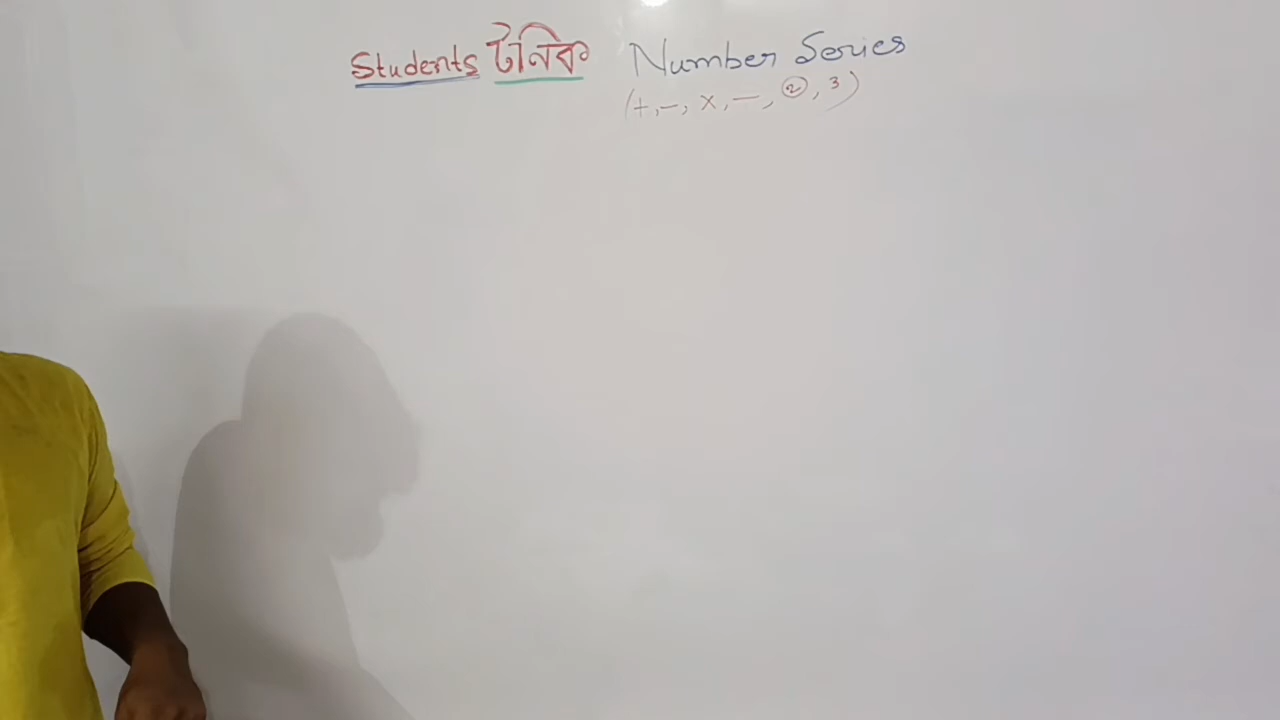 Students টনিক Number Series
(+, -, x, -, ②, 3)